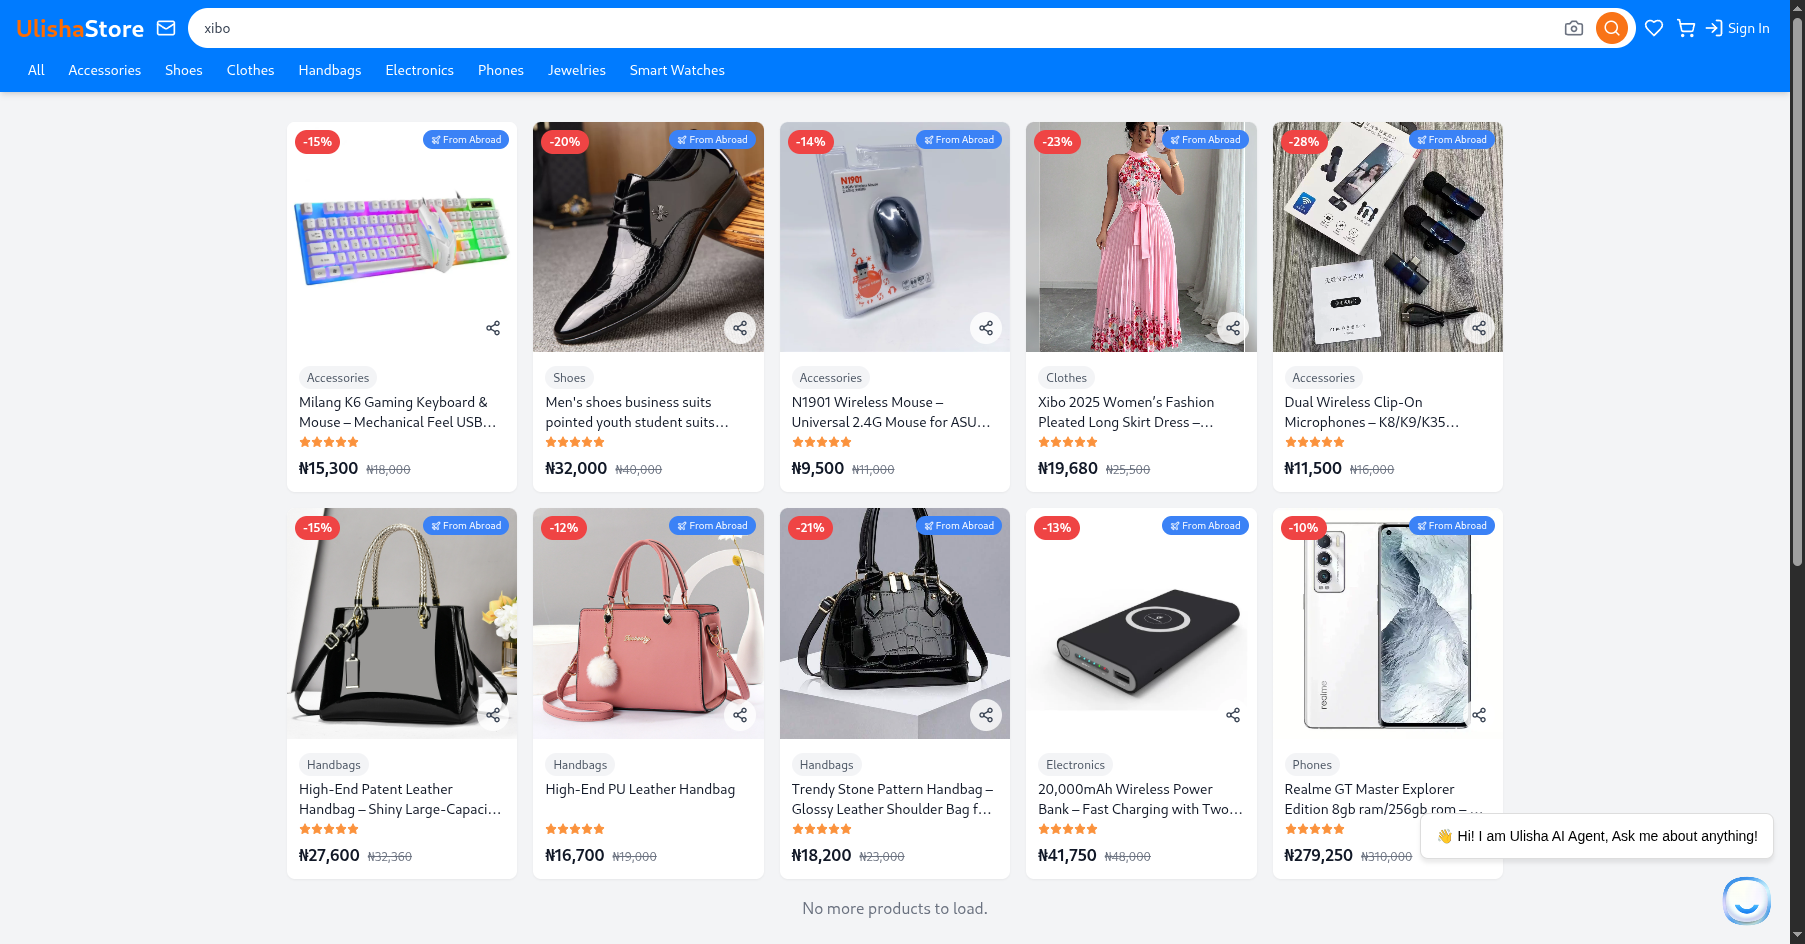 UlishaStore
xibo
Sign In
All Accessories Shoes Clothes Handbags Electronics Phones Jewelries Smart Watches
-15% From Abroad
-20% From Abroad
-14% From Abroad
-23% From Abroad
-28% From Abroad
N1901
Accessories
Milang K6 Gaming Keyboard &
Mouse – Mechanical Feel USB...
₦15,300 ₦18,000
Shoes
Men's shoes business suits
pointed youth student suits...
₦32,000 ₦40,000
Accessories
N1901 Wireless Mouse –
Universal 2.4G Mouse for ASU...
₦9,500 ₦11,000
Clothes
Xibo 2025 Women’s Fashion
Pleated Long Skirt Dress –...
₦19,680 ₦25,500
Accessories
Dual Wireless Clip-On
Microphones – K8/K9/K35...
₦11,500 ₦16,000
-15% From Abroad
-12% From Abroad
-21% From Abroad
-13% From Abroad
-10% From Abroad
realme
Handbags
High-End Patent Leather
Handbag – Shiny Large-Capaci...
₦27,600 ₦32,360
Handbags
High-End PU Leather Handbag
₦16,700 ₦19,000
Handbags
Trendy Stone Pattern Handbag –
Glossy Leather Shoulder Bag f...
₦18,200 ₦23,000
Electronics
20,000mAh Wireless Power
Bank – Fast Charging with Two...
₦41,750 ₦48,000
Phones
Realme GT Master Explorer
Edition 8gb ram/256gb rom – ...
₦279,250 ₦310,000
👋 Hi! I am Ulisha AI Agent, Ask me about anything!
No more products to load.